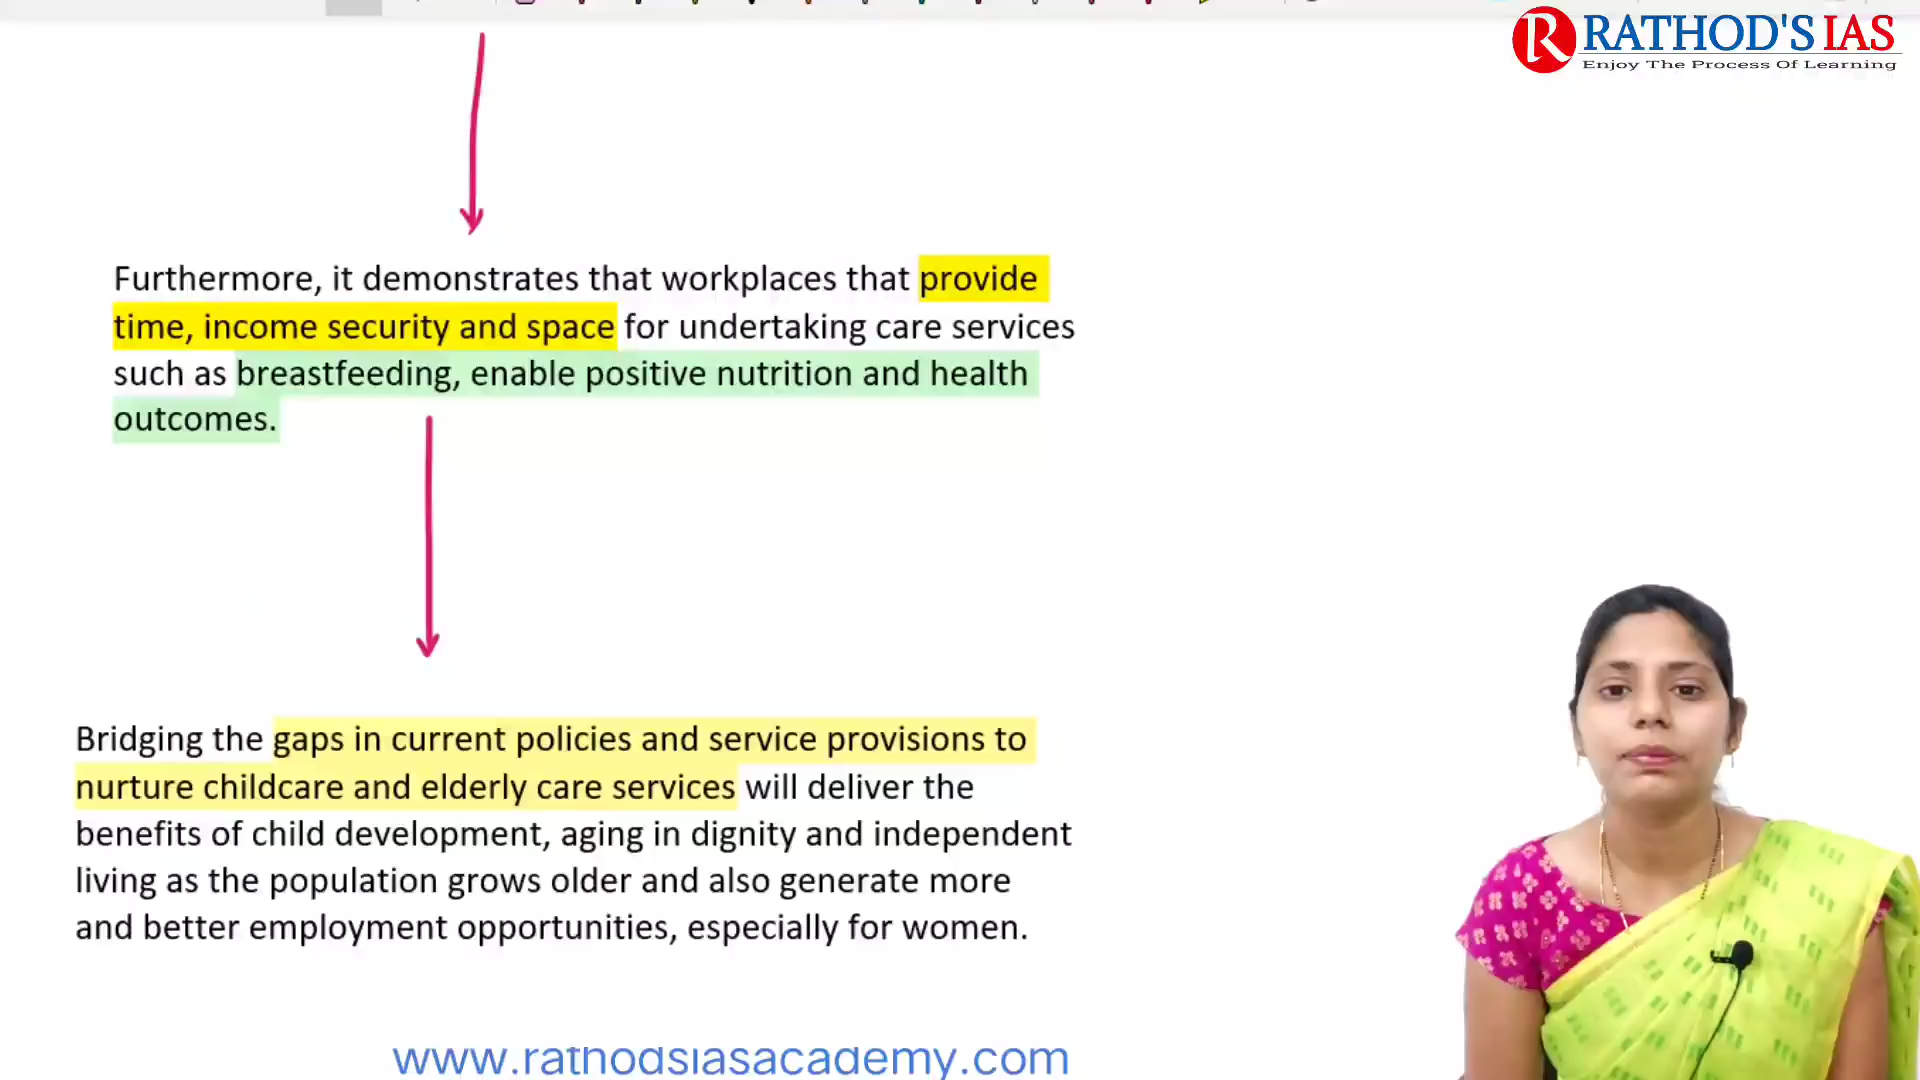 RATHOD'S IAS
Enjoy The Process Of Learning
Furthermore, it demonstrates that workplaces that provide
time, income security and space for undertaking care services
such as breastfeeding, enable positive nutrition and health
outcomes.
Bridging the gaps in current policies and service provisions to
nurture childcare and elderly care services will deliver the
benefits of child development, aging in dignity and independent
living as the population grows older and also generate more
and better employment opportunities, especially for women.
www.rathodsiasacademy.com